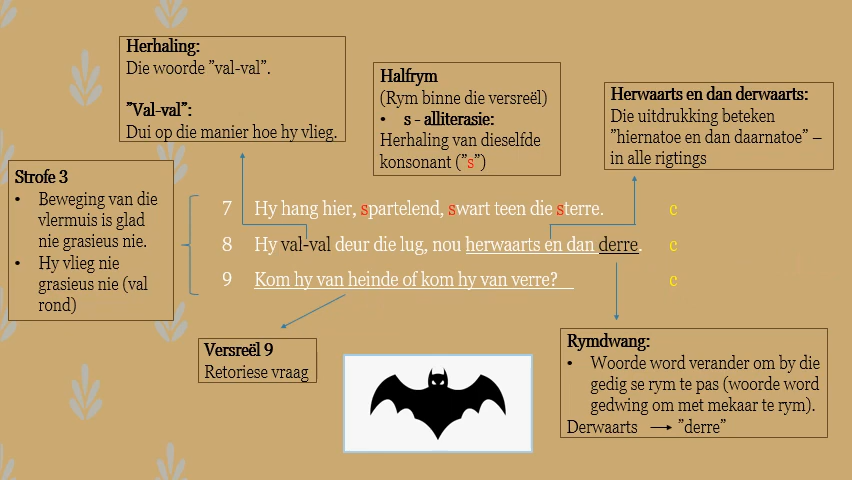 Herhaling:
Die woorde ”val-val”.
”Val-val”:
Dui op die manier hoe hy vlieg.
Halfrym
(Rym binne die versreël)
• s - alliterasie:
Herhaling van dieselfde
konsonant (”s”)
Herwaarts en dan derwaarts:
Die uitdrukking beteken
”hiernatoe en dan daarnatoe” –
in alle rigtings
Strofe 3
• Beweging van die
vlermuis is glad
nie grasieus nie.
• Hy vlieg nie
grasieus nie (val
rond)
7 Hy hang hier, spartelend, swart teen die sterre. c
8 Hy val-val deur die lug, nou herwaarts en dan derre. c
9 Kom hy van heinde of kom hy van verre? c
Versreël 9
Retoriese vraag
Rymdwang:
• Woorde word verander om by die
gedig se rym te pas (woorde word
gedwing om met mekaar te rym).
Derwaarts → ”derre”